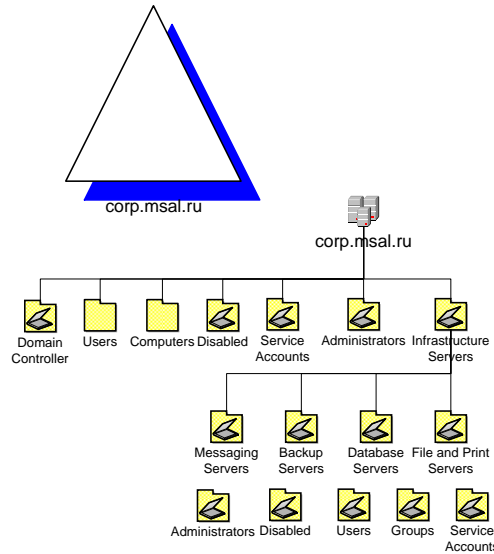 corp.msal.ru
corp.msal.ru
Domain
Controller
Users
Computers
Disabled
Service
Accounts
Administrators
Infrastructure
Servers
Messaging
Servers
Backup
Servers
Database
Servers
File and Print
Servers
Administrators
Disabled
Users
Groups
Service
Accounts